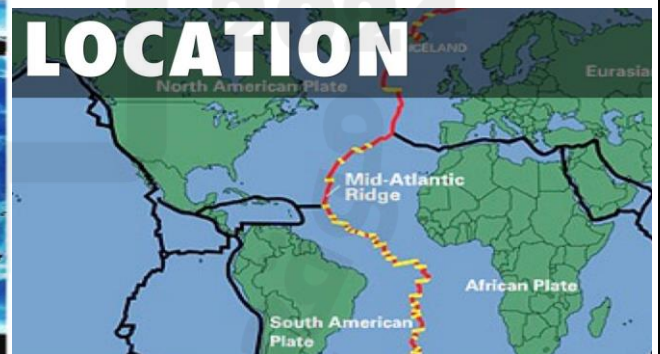 LOCATION
ICELAND
North American Plate
Eurasia
Mid-Atlantic
Ridge
African Plate
South American
Plate